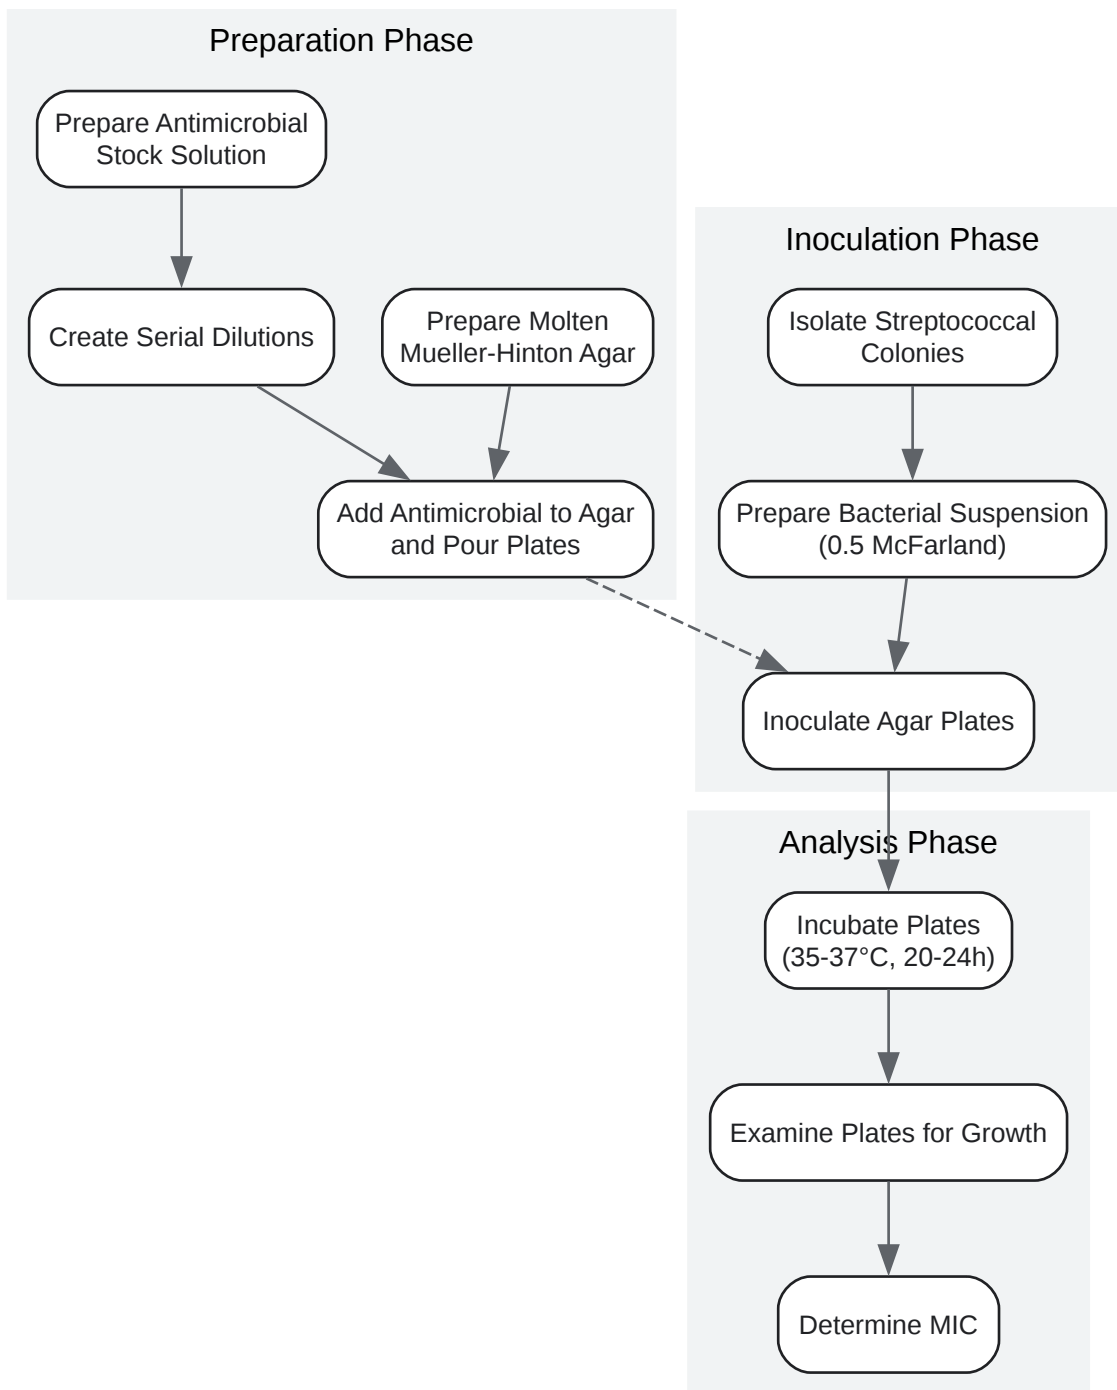 Preparation Phase
Prepare Antimicrobial
Stock Solution
Create Serial Dilutions
Prepare Molten
Mueller-Hinton Agar
Add Antimicrobial to Agar
and Pour Plates
Inoculation Phase
Isolate Streptococcal
Colonies
Prepare Bacterial Suspension
(0.5 McFarland)
Inoculate Agar Plates
Analysis Phase
Incubate Plates
(35-37°C, 20-24h)
Examine Plates for Growth
Determine MIC